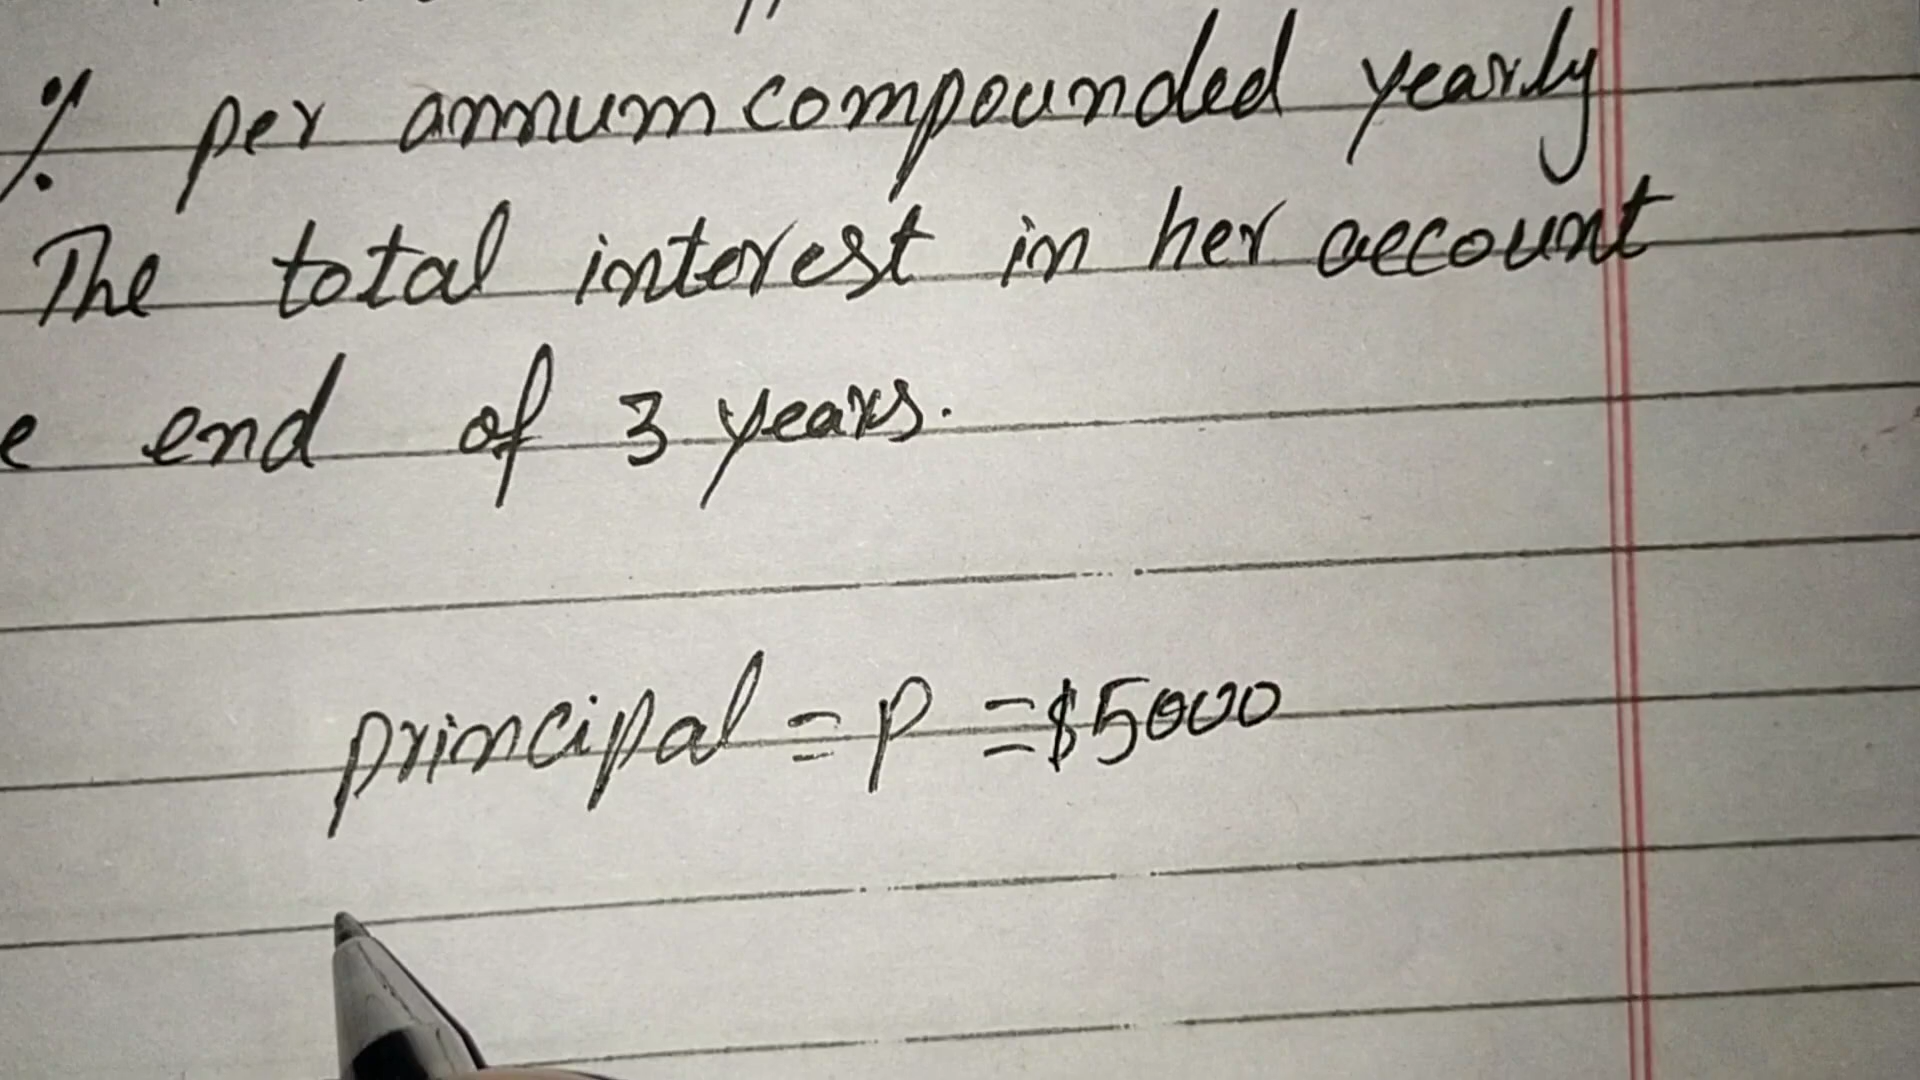 % per annum compounded yearly
The total interest in her account
e end of 3 years.
principal = P = $5000